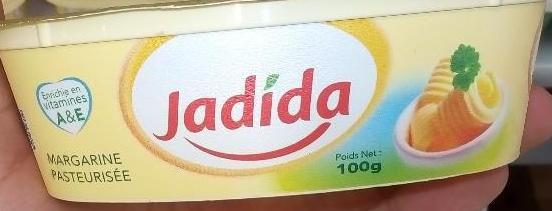 Enrichie en
vitamines
A&E
Jadida
MARGARINE
PASTEURISÉE
Poids Net :
100g